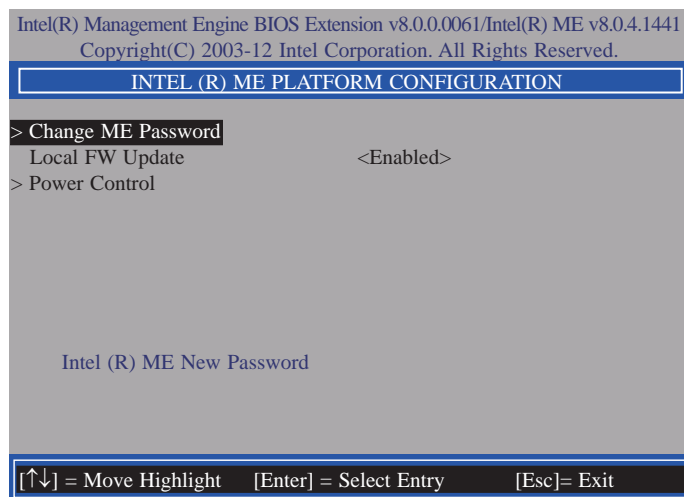 Intel(R) Management Engine BIOS Extension v8.0.0.0061/Intel(R) ME v8.0.4.1441
Copyright(C) 2003-12 Intel Corporation. All Rights Reserved.
INTEL (R) ME PLATFORM CONFIGURATION
> Change ME Password
Local FW Update <Enabled>
> Power Control
Intel (R) ME New Password
[↑↓] = Move Highlight [Enter] = Select Entry [Esc]= Exit